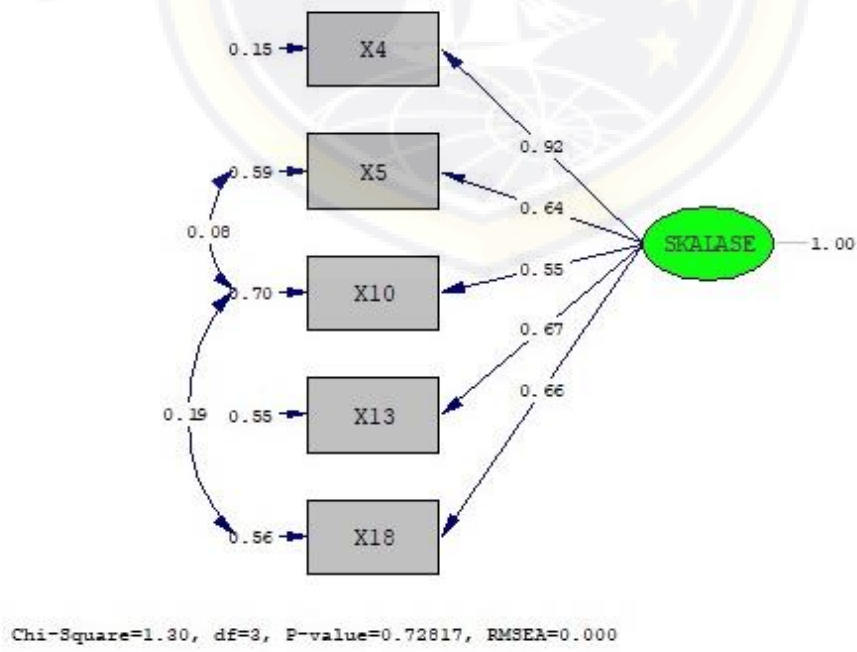 0.15 X4
0.92
0.59 X5
0.64
0.08
SKALASE 1.00
0.55
0.70 X10
0.67
0.66
0.19 0.55 X13
0.56 X18
Chi-Square=1.30, df=3, P-value=0.72817, RMSEA=0.000